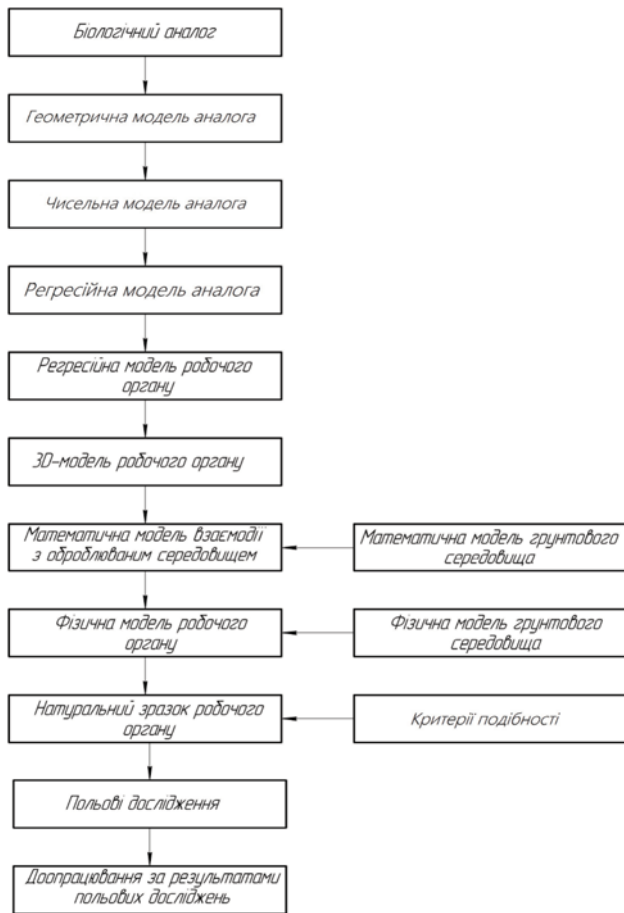 Біологічний аналог
Геометрична модель аналога
Чисельна модель аналога
Регресійна модель аналога
Регресійна модель робочого
органу
3D-модель робочого органу
Математична модель взаємодії
з оброблюваним середовищем
Математична модель грунтового
середовища
Фізична модель робочого
органу
Фізична модель грунтового
середовища
Натуральний зразок робочого
органу
Критерії подібності
Польові дослідження
Доопрацювання за результатами
польових досліджень